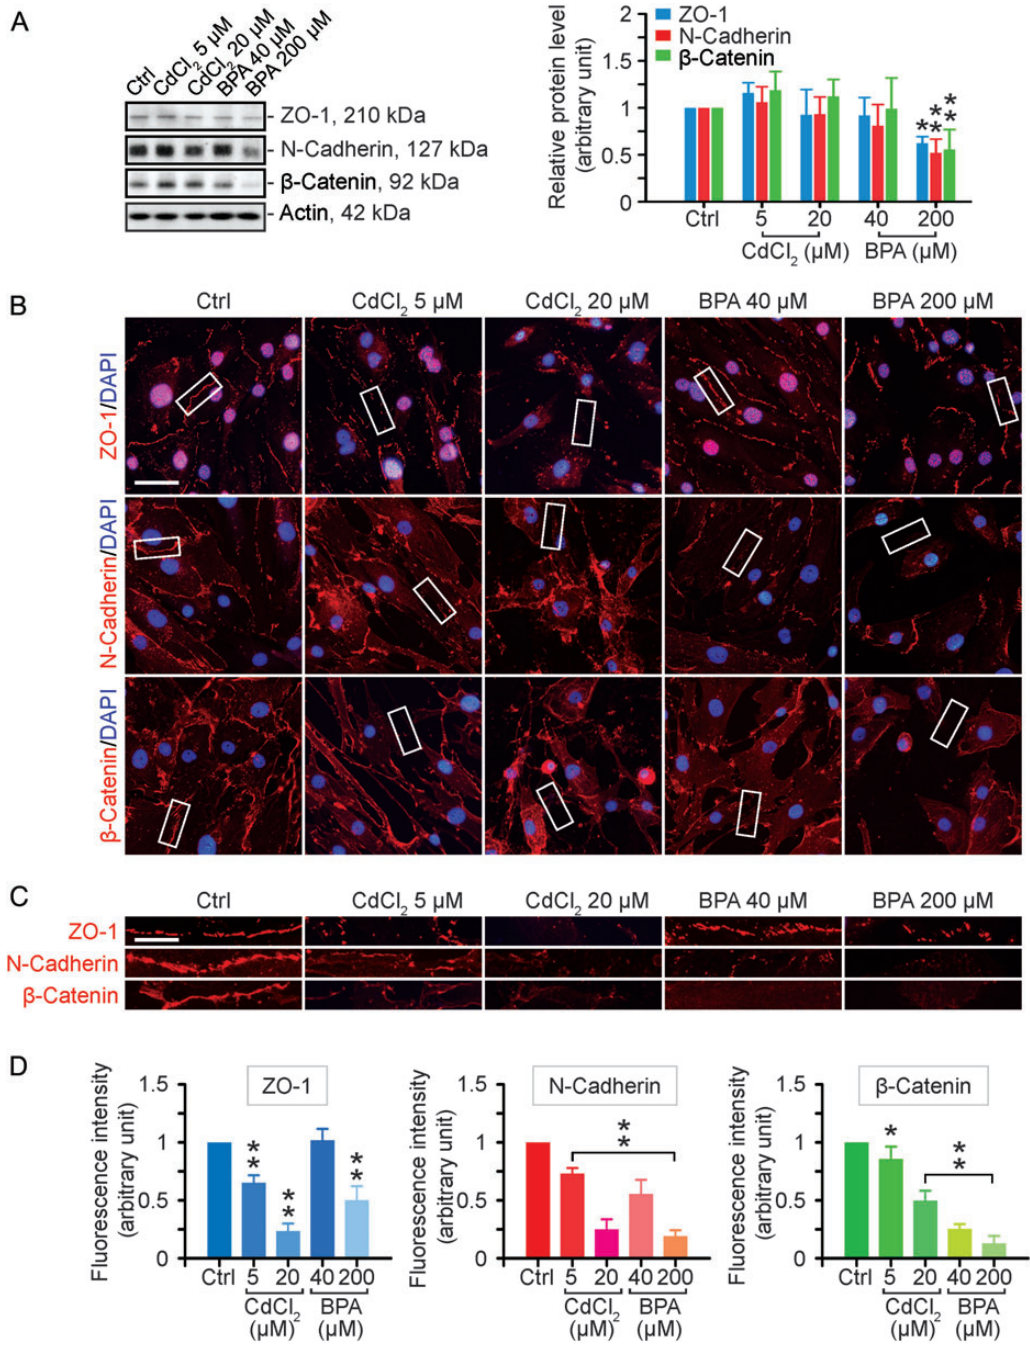 A
Ctrl
CdCl2 5 μM
CdCl2 20 μM
BPA 40 μM
BPA 200 μM
ZO-1, 210 kDa
N-Cadherin, 127 kDa
β-Catenin, 92 kDa
Actin, 42 kDa
Relative protein level
(arbitrary unit)
2
1.5
1
0.5
0
ZO-1
N-Cadherin
β-Catenin
* ** **
Ctrl 5 20 40 200
CdCl2 (μM) BPA (μM)
B
Ctrl CdCl2 5 μM CdCl2 20 μM BPA 40 μM BPA 200 μM
ZO-1/DAPI
N-Cadherin/DAPI
β-Catenin/DAPI
C
Ctrl CdCl2 5 μM CdCl2 20 μM BPA 40 μM BPA 200 μM
ZO-1
N-Cadherin
β-Catenin
D
Fluorescence intensity
(arbitrary unit)
1.5
1
0.5
0
ZO-1
** ** **
Ctrl 5 20 40 200
CdCl2 BPA
(μM) (μM)
Fluorescence intensity
(arbitrary unit)
1.5
1
0.5
0
N-Cadherin
**
Ctrl 5 20 40 200
CdCl2 BPA
(μM) (μM)
Fluorescence intensity
(arbitrary unit)
1.5
1
0.5
0
β-Catenin
* **
Ctrl 5 20 40 200
CdCl2 BPA
(μM) (μM)